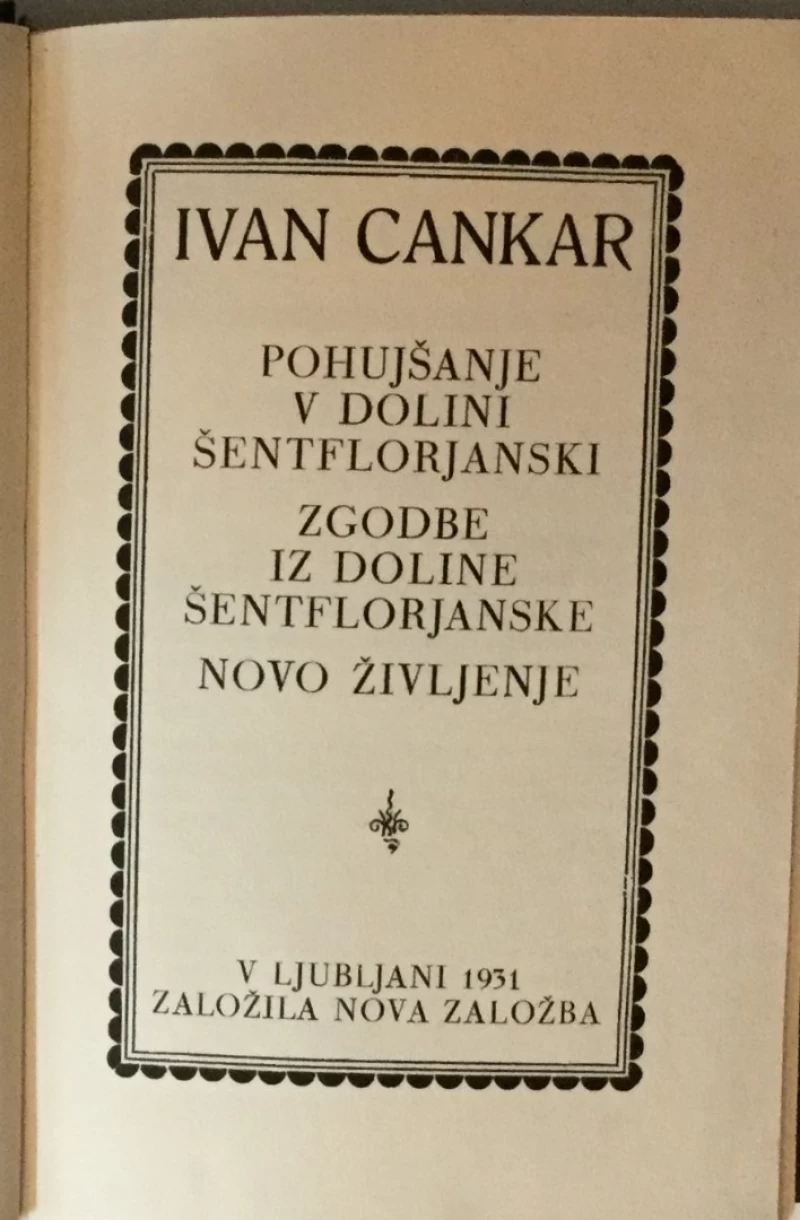 IVAN CANKAR
POHUJŠANJE
V DOLINI
ŠENTFLORJANSKI
ZGODBE
IZ DOLINE
ŠENTFLORJANSKE
NOVO ŽIVLJENJE
V LJUBLJANI 1931
ZALOŽILA NOVA ZALOŽBA